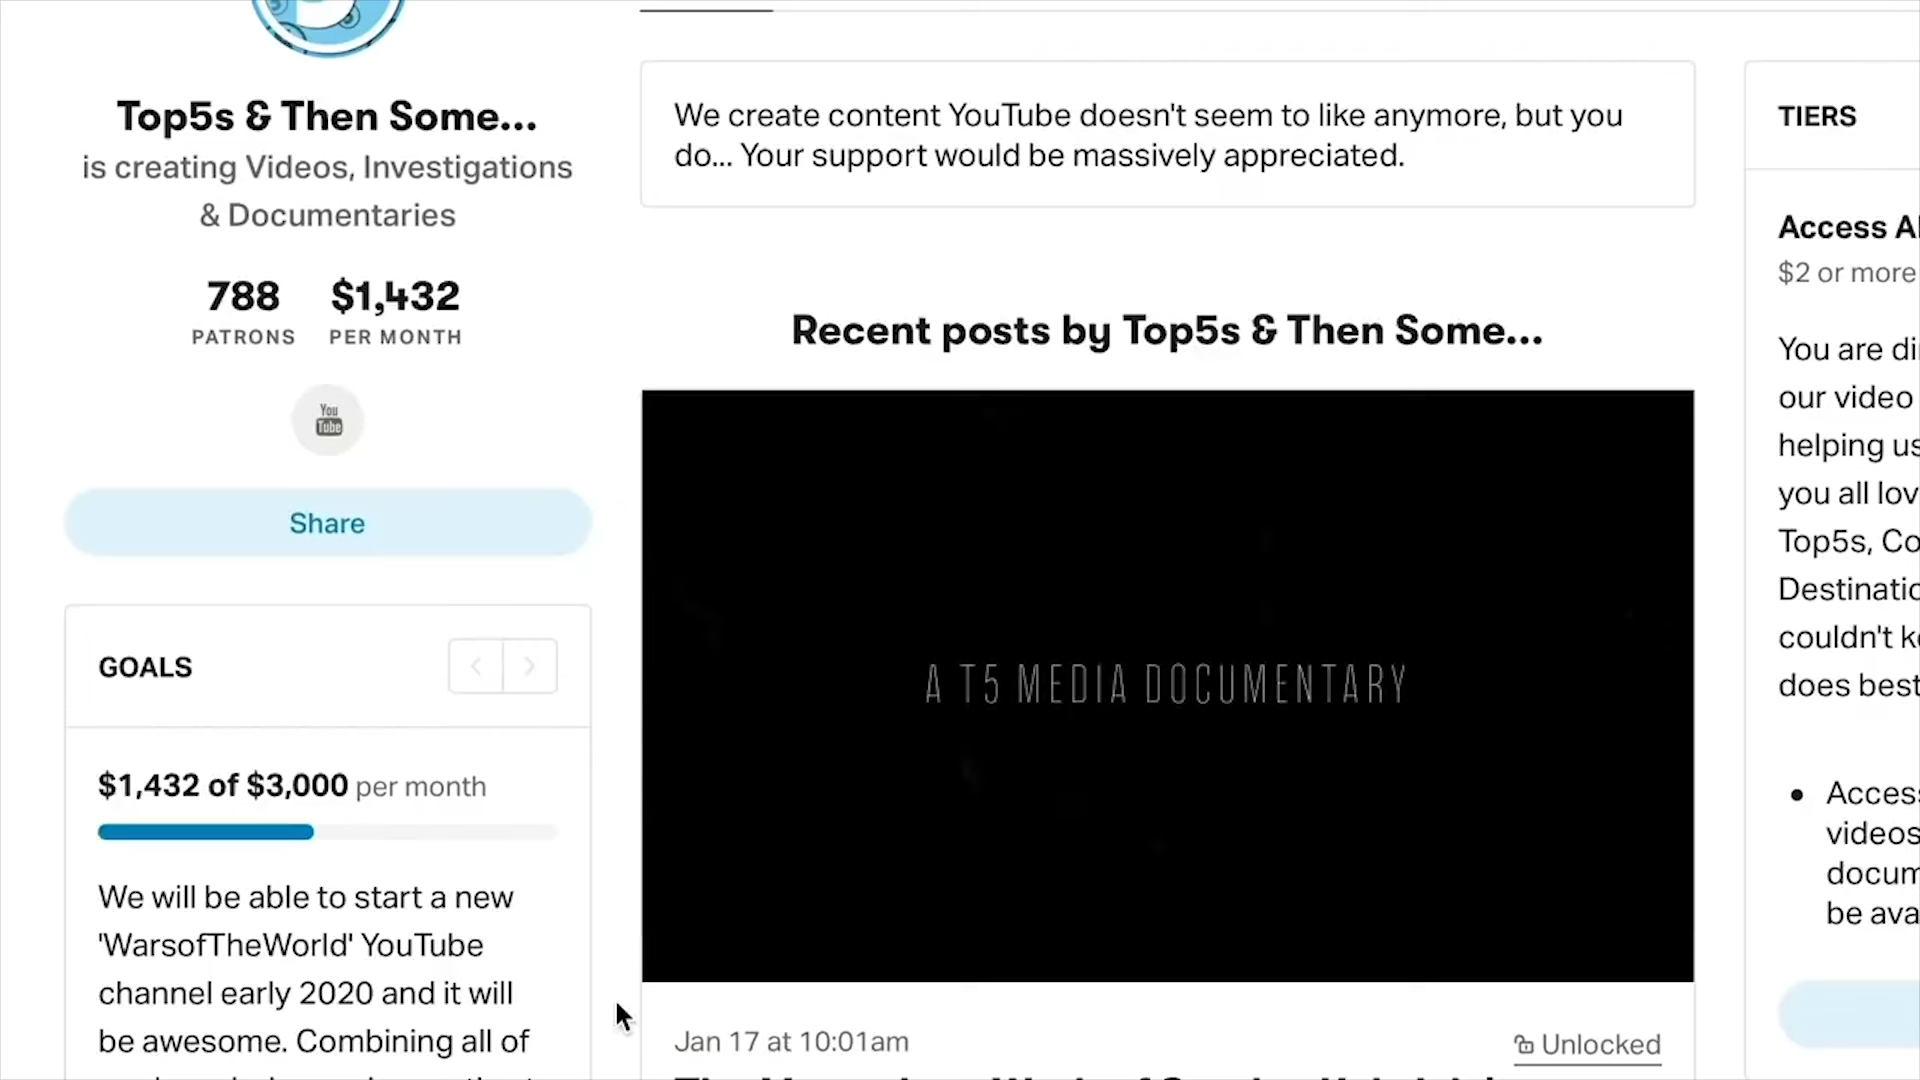 Top5s & Then Some...
is creating Videos, Investigations
& Documentaries
788 $1,432
PATRONS PER MONTH
You
Tube
Share
GOALS
$1,432 of $3,000 per month
We will be able to start a new
'WarsofTheWorld' YouTube
channel early 2020 and it will
be awesome. Combining all of
We create content YouTube doesn't seem to like anymore, but you
do... Your support would be massively appreciated.
Recent posts by Top5s & Then Some...
A T5 MEDIA DOCUMENTARY
Jan 17 at 10:01am
Unlocked
TIERS
Access
$2 or more
You are
our video
helping us
you all
Top5s,
couldn't
does best
Access
videos
be